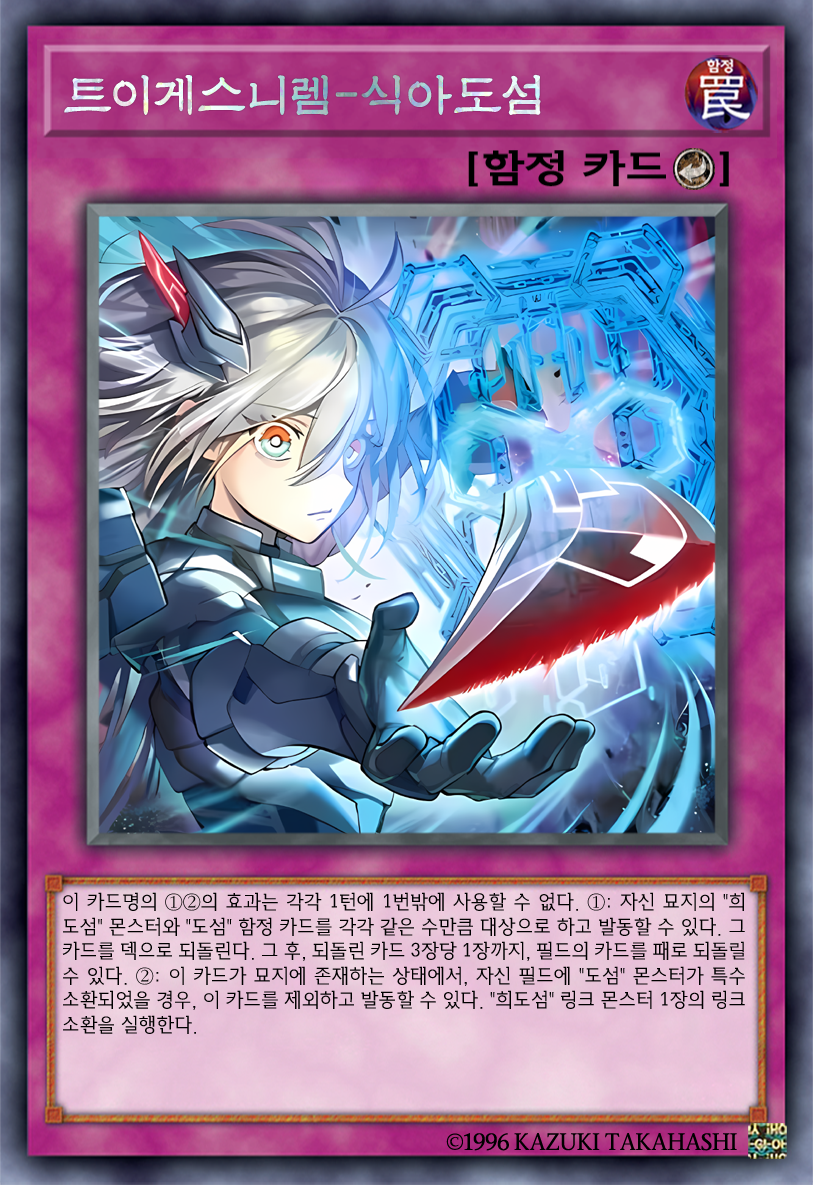 트이게스니렘-식아도섬
함정
罠
[함정 카드]
이 카드명의 ①②의 효과는 각각 1턴에 1번밖에 사용할 수 없다. ①: 자신 묘지의 "희
도섬" 몬스터와 "도섬" 함정 카드를 각각 같은 수만큼 대상으로 하고 발동할 수 있다. 그
카드를 덱으로 되돌린다. 그 후, 되돌린 카드 3장당 1장까지, 필드의 카드를 패로 되돌릴
수 있다. ②: 이 카드가 묘지에 존재하는 상태에서, 자신 필드에 "도섬" 몬스터가 특수
소환되었을 경우, 이 카드를 제외하고 발동할 수 있다. "희도섬" 링크 몬스터 1장의 링크
소환을 실행한다.
©1996 KAZUKI TAKAHASHI